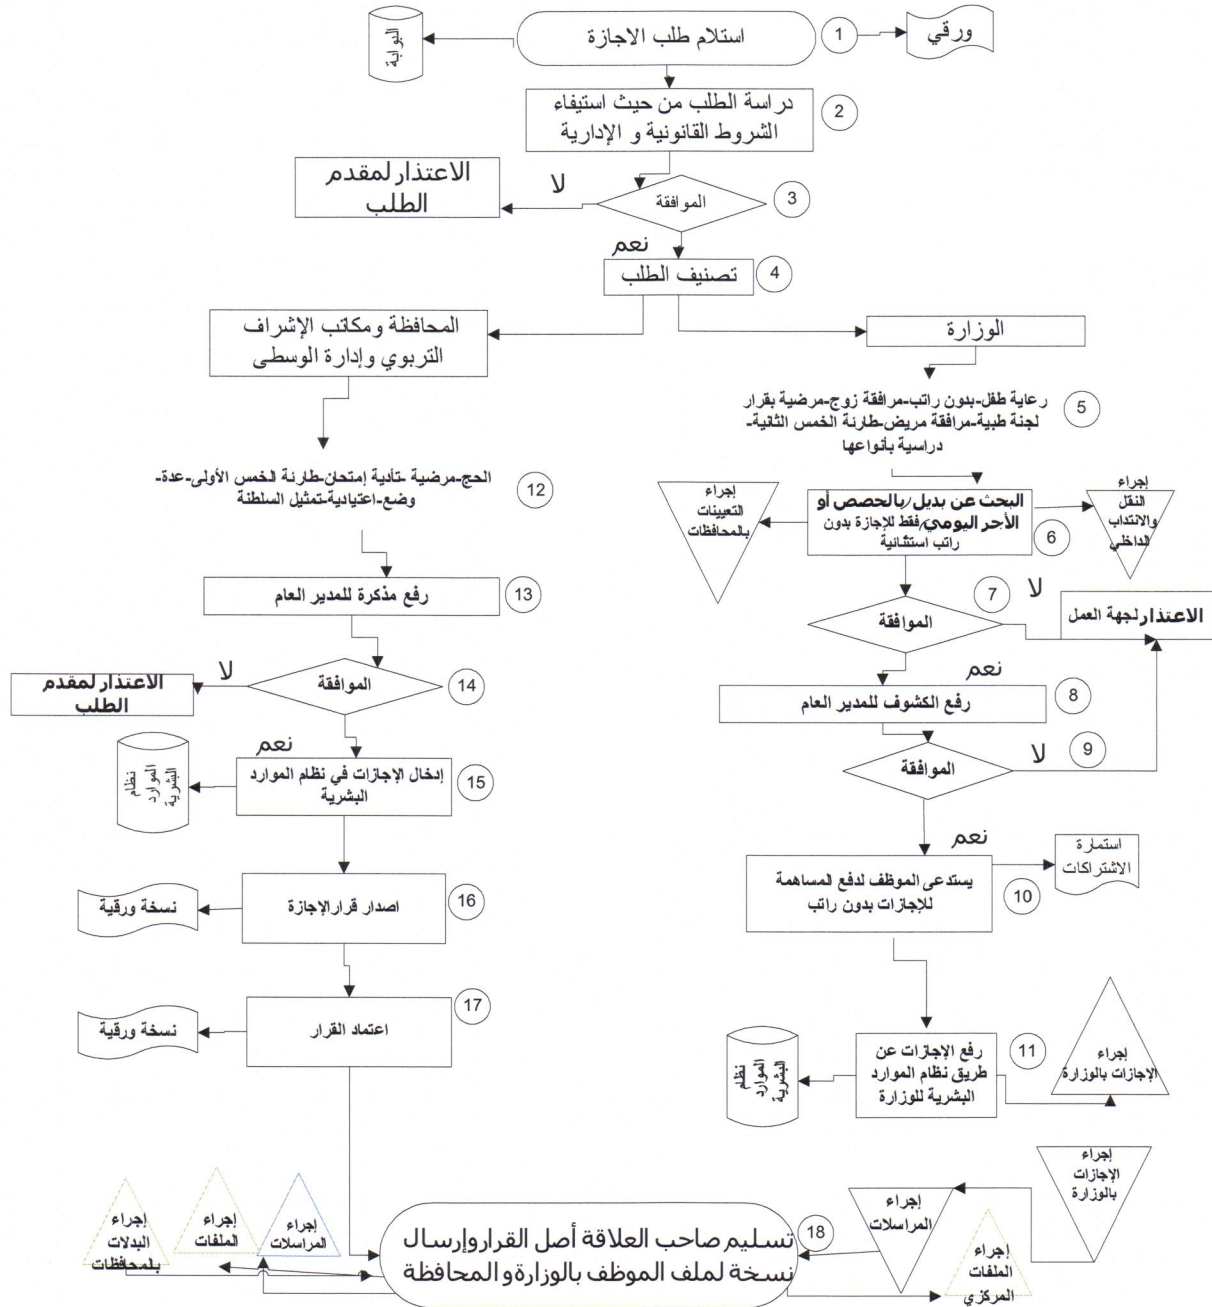 استلام طلب الاجازة
1
ورقي
البوابة
دراسة الطلب من حيث استيفاء
الشروط القانونية و الإدارية
2
الموافقة
3
لا
الاعتذار لمقدم
الطلب
نعم
تصنيف الطلب
4
الوزارة
المحافظة ومكاتب الإشراف
التربوي وإدارة الوسطى
رعاية طفل-بدون راتب-مرافقة زوج-مرضية بقرار
لجنة طبية-مرافقة مريض-طارئة الخمس الثانية-
دراسية بأنواعها
5
البحث عن بديل/بالحصص أو
الأجر اليومي/فقط للإجازة بدون
راتب استثنائية
6
إجراء
النقل
والانتداب
الداخلي
إجراء
التعيينات
بالمحافظات
الموافقة
7
لا
الاعتذار لجهة العمل
نعم
رفع الكشوف للمدير العام
8
الموافقة
9
لا
نعم
يستدعى الموظف لدفع المساهمة
للإجازات بدون راتب
10
استمارة
الاشتراكات
رفع الإجازات عن
طريق نظام الموارد
البشرية للوزارة
11
إجراء
الإجازات بالوزارة
نظام
الموارد
البشرية
الحج-مرضية -تأدية إمتحان-طارئة الخمس الأولى-عدة-
وضع-اعتيادية-تمثيل السلطنة
12
رفع مذكرة للمدير العام
13
الموافقة
14
لا
الاعتذار لمقدم
الطلب
نعم
إدخال الإجازات في نظام الموارد
البشرية
15
نظام
الموارد
البشرية
اصدار قرارالإجازة
16
نسخة ورقية
اعتماد القرار
17
نسخة ورقية
إجراء
الإجازات
بالوزارة
إجراء
المراسلات
إجراء
الملفات
المركزي
18
تسليم صاحب العلاقة أصل القراروإرسال
نسخة لملف الموظف بالوزارة و المحافظة
إجراء
المراسلات
إجراء
الملفات
إجراء
البدلات
بالمحافظات